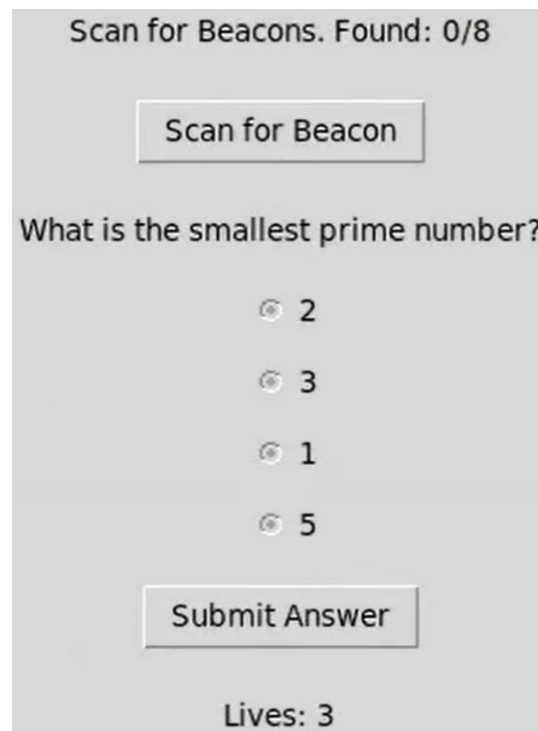 Scan for Beacons. Found: 0/8
Scan for Beacon
What is the smallest prime number?
2
3
1
5
Submit Answer
Lives: 3